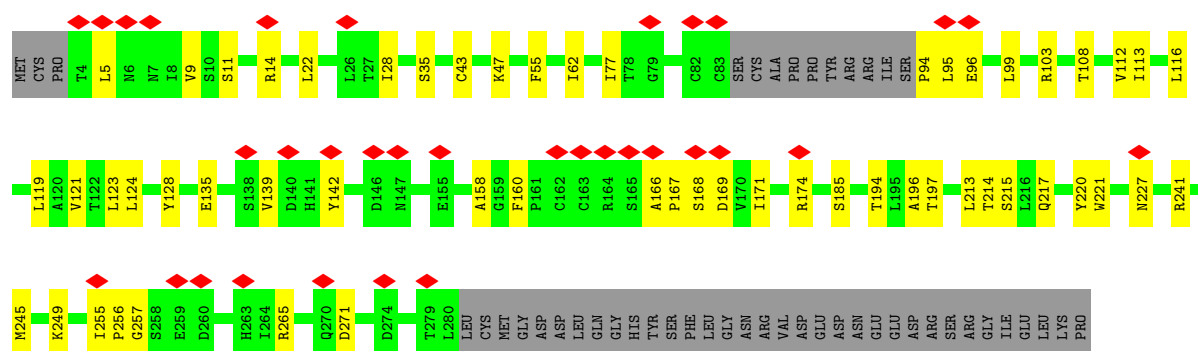 MET CYS PRO T4 L5 N6 N7 I8 V9 S10 S11 R14 L22 L26 T27 I28 S35 C43 K47 F55 I62 I77 T78 G79 C82 C83 SER CYS ALA PRO PRO TYR ARG ARG ILE SER P94 L95 E96 L99 R103 T108 V112 I113 L116
L119 A120 V121 T122 L123 L124 Y128 E135 S138 V139 D140 H141 Y142 D146 N147 E155 A158 G159 F160 P161 C162 C163 R164 S165 A166 P167 S168 D169 V170 I171 R174 S185 T194 L195 A196 T197 L213 T214 S215 L216 Q217 Y220 W221 N227 R241
M245 K249 I255 P256 G257 S258 E259 D260 H263 I264 R265 Q270 D271 D274 T279 L280 LEU CYS MET GLY ASP ASP LEU GLN GLY HIS TYR SER PHE LEU GLY ASN ARG VAL ASP GLU ASP ASN GLU GLU ASP ARG SER ARG GLY ILE GLU LEU LYS PRO